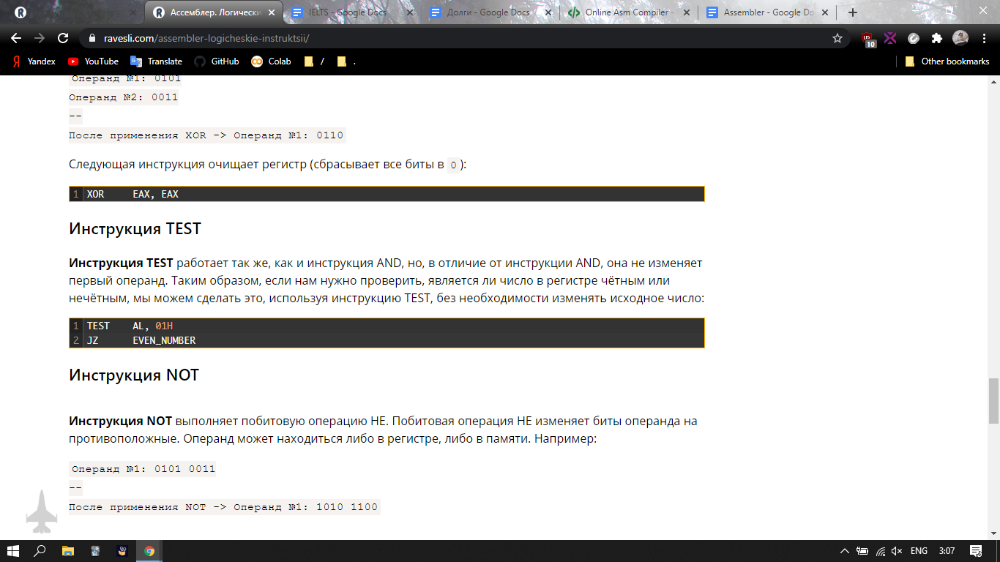 Ассемблер. Логически
IELTS - Google Docs
Долги - Google Docs
Online Asm Compiler -
Assembler - Google Do
ravesli.com/assembler-logicheskie-instruktsii/
10
Yandex YouTube Translate GitHub Colab / . Other bookmarks
Операнд №1: 0101
Операнд №2: 0011
--
После применения XOR -> Операнд №1: 0110
Следующая инструкция очищает регистр (сбрасывает все биты в 0):
1 XOR EAX, EAX
Инструкция TEST
Инструкция TEST работает так же, как и инструкция AND, но, в отличие от инструкции AND, она не изменяет
первый операнд. Таким образом, если нам нужно проверить, является ли число в регистре чётным или
нечётным, мы можем сделать это, используя инструкцию TEST, без необходимости изменять исходное число:
1 TEST AL, 01H
2 JZ EVEN_NUMBER
Инструкция NOT
Инструкция NOT выполняет побитовую операцию НЕ. Побитовая операция НЕ изменяет биты операнда на
противоположные. Операнд может находиться либо в регистре, либо в памяти. Например:
Операнд №1: 0101 0011
--
После применения NOT -> Операнд №1: 1010 1100
ENG 3:07